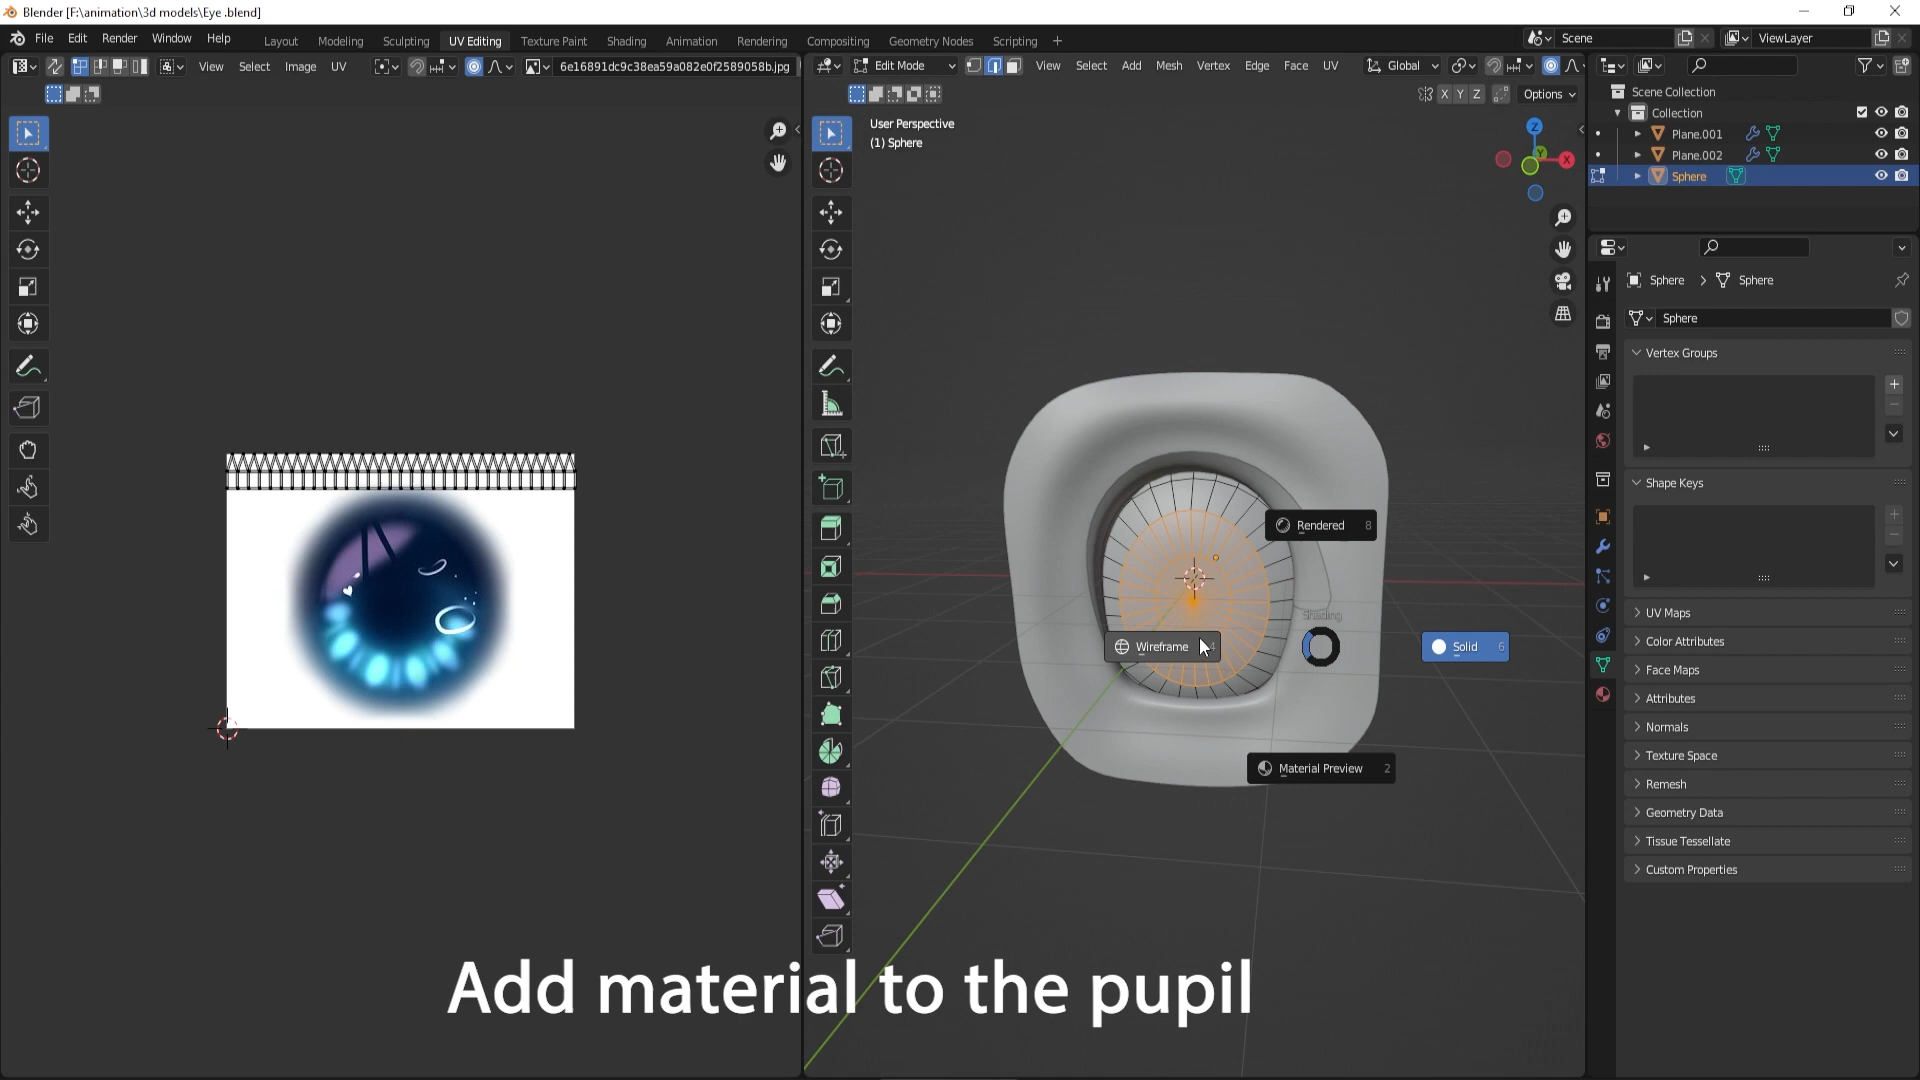 Blender [F:\animation\3d models\Eye .blend]
File Edit Render Window Help
Layout Modeling Sculpting UV Editing Texture Paint Shading Animation Rendering Compositing Geometry Nodes Scripting +
Scene
ViewLayer
View Select Image UV
6e16891dc9c38ea59a082e0f2589058b.jpg
Edit Mode
View Select Add Mesh Vertex Edge Face UV
Global
X Y Z
Options
User Perspective
(1) Sphere
Z
Y
X
Scene Collection
Collection
Plane.001
Plane.002
Sphere
Sphere > Sphere
Sphere
Vertex Groups
Shape Keys
UV Maps
Color Attributes
Face Maps
Attributes
Normals
Texture Space
Remesh
Geometry Data
Tissue Tessellate
Custom Properties
Rendered 8
Shading
Wireframe 4
Solid 6
Material Preview 2
Add material to the pupil